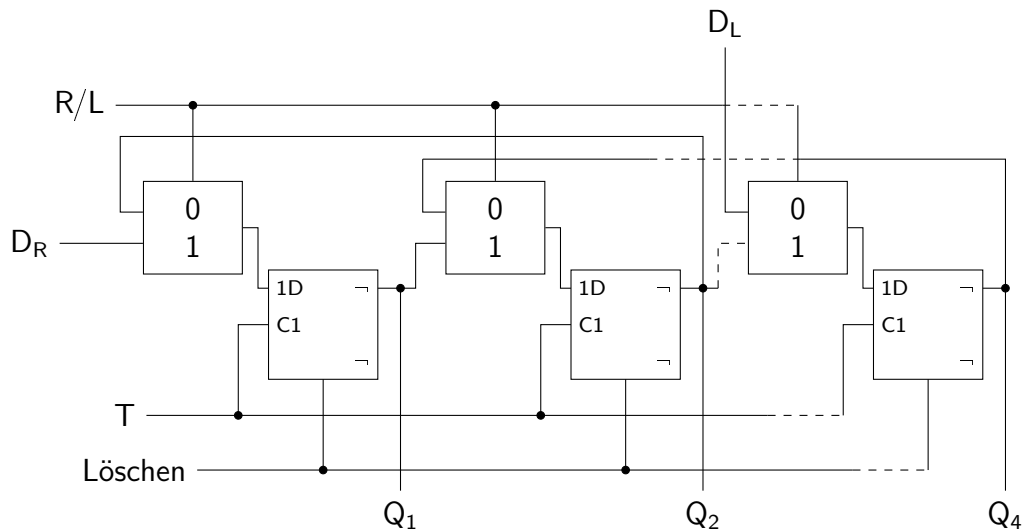 D_L
R/L
0
1
0
1
0
1
D_R
1D ¬
C1
¬
1D ¬
C1
¬
1D ¬
C1
¬
T
Löschen
Q_1
Q_2
Q_4